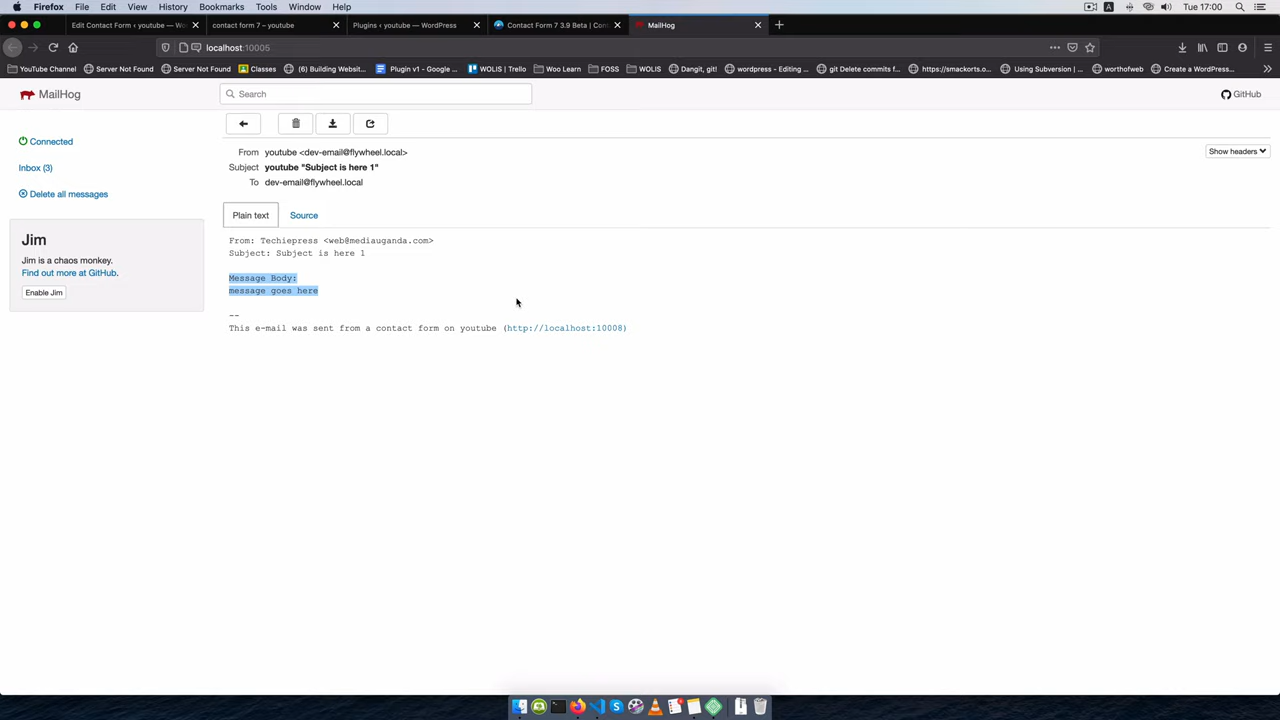 Firefox File Edit View History Bookmarks Tools Window Help A Tue 17:00
Edit Contact Form ‹ youtube — Wo contact form 7 – youtube Plugins ‹ youtube — WordPress Contact Form 7 3.9 Beta | Con MailHog
localhost:10005
YouTube Channel Server Not Found Server Not Found Classes (6) Building Websit... Plugin v1 - Google ... WOLIS | Trello Woo Learn FOSS WOLIS Dangit, git! wordpress - Editing ... git Delete commits f... https://smackorts.o... Using Subversion | ... worthofweb Create a WordPress...
MailHog
Search
GitHub
Connected
Inbox (3)
Delete all messages
Jim
Jim is a chaos monkey.
Find out more at GitHub.
Enable Jim
From youtube <dev-email@flywheel.local>
Subject youtube "Subject is here 1"
To dev-email@flywheel.local
Show headers
Plain text Source
From: Techiepress <web@mediauganda.com>
Subject: Subject is here 1
Message Body:
message goes here
--
This e-mail was sent from a contact form on youtube (http://localhost:10008)